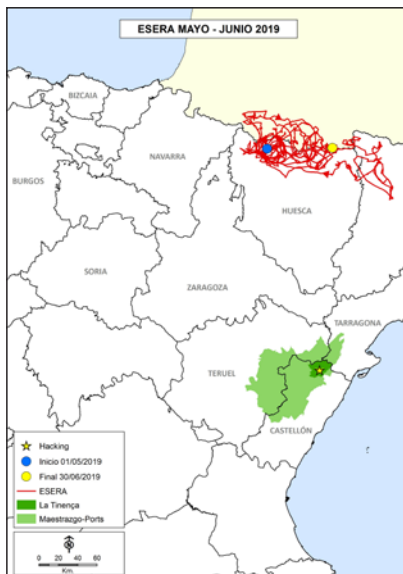 ESERA MAYO - JUNIO 2019
BIZCAIA
NAVARRA
BURGOS
HUESCA
SORIA
ZARAGOZA
TARRAGONA
TERUEL
CASTELLÓN
Hacking
Inicio 01/05/2019
Final 30/06/2019
ESERA
La Tinença
Maestrazgo-Ports
0 20 40 60
Km.